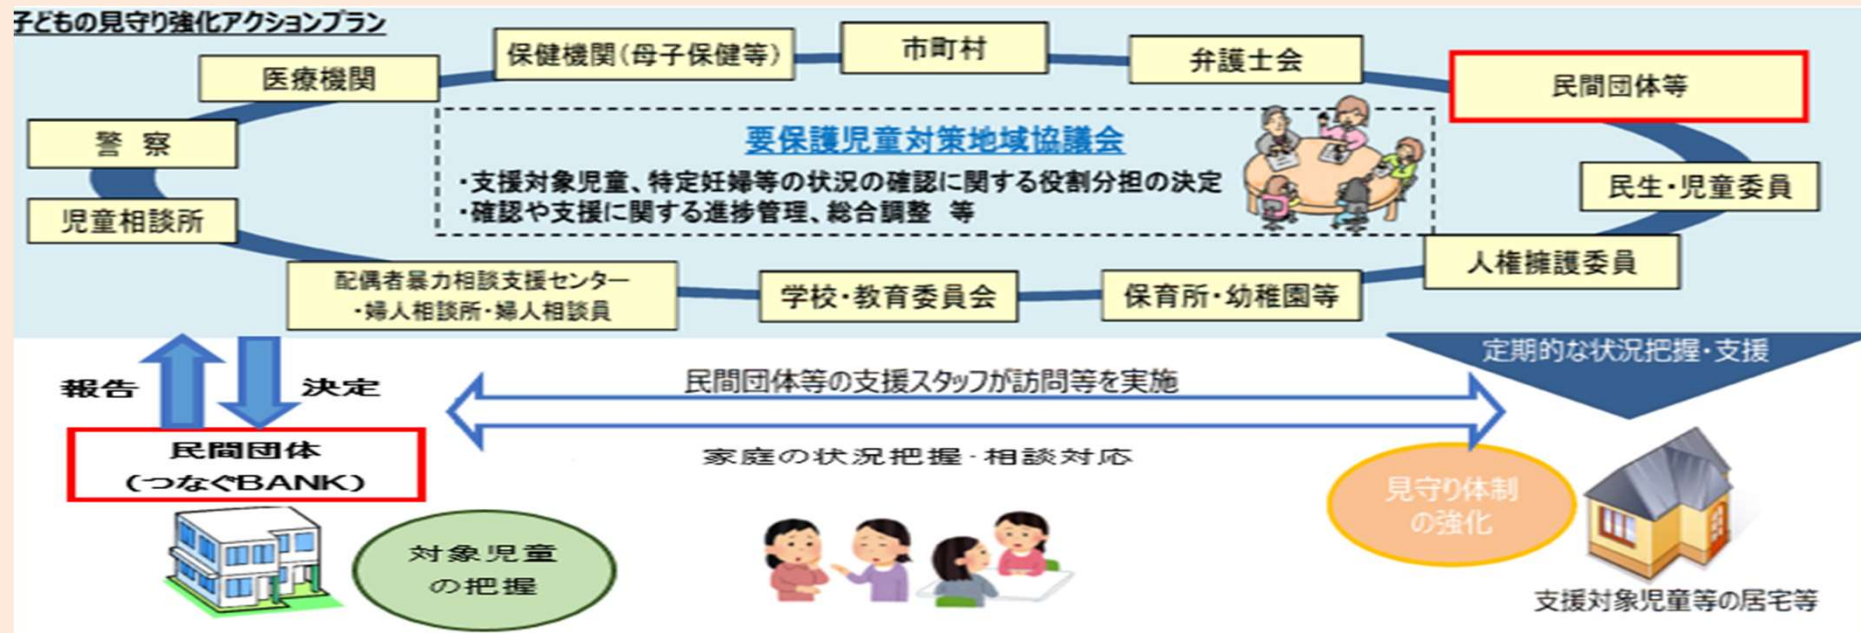 子どもの見守り強化アクションプラン
医療機関
保健機関(母子保健等)
市町村
弁護士会
民間団体等
警 察
要保護児童対策地域協議会
・支援対象児童、特定妊婦等の状況の確認に関する役割分担の決定
・確認や支援に関する進捗管理、総合調整 等
民生・児童委員
児童相談所
人権擁護委員
配偶者暴力相談支援センター
・婦人相談所・婦人相談員
学校・教育委員会
保育所・幼稚園等
定期的な状況把握・支援
報告
決定
民間団体等の支援スタッフが訪問等を実施
民間団体
(つなぐBANK)
家庭の状況把握・相談対応
見守り体制
の強化
対象児童
の把握
支援対象児童等の居宅等